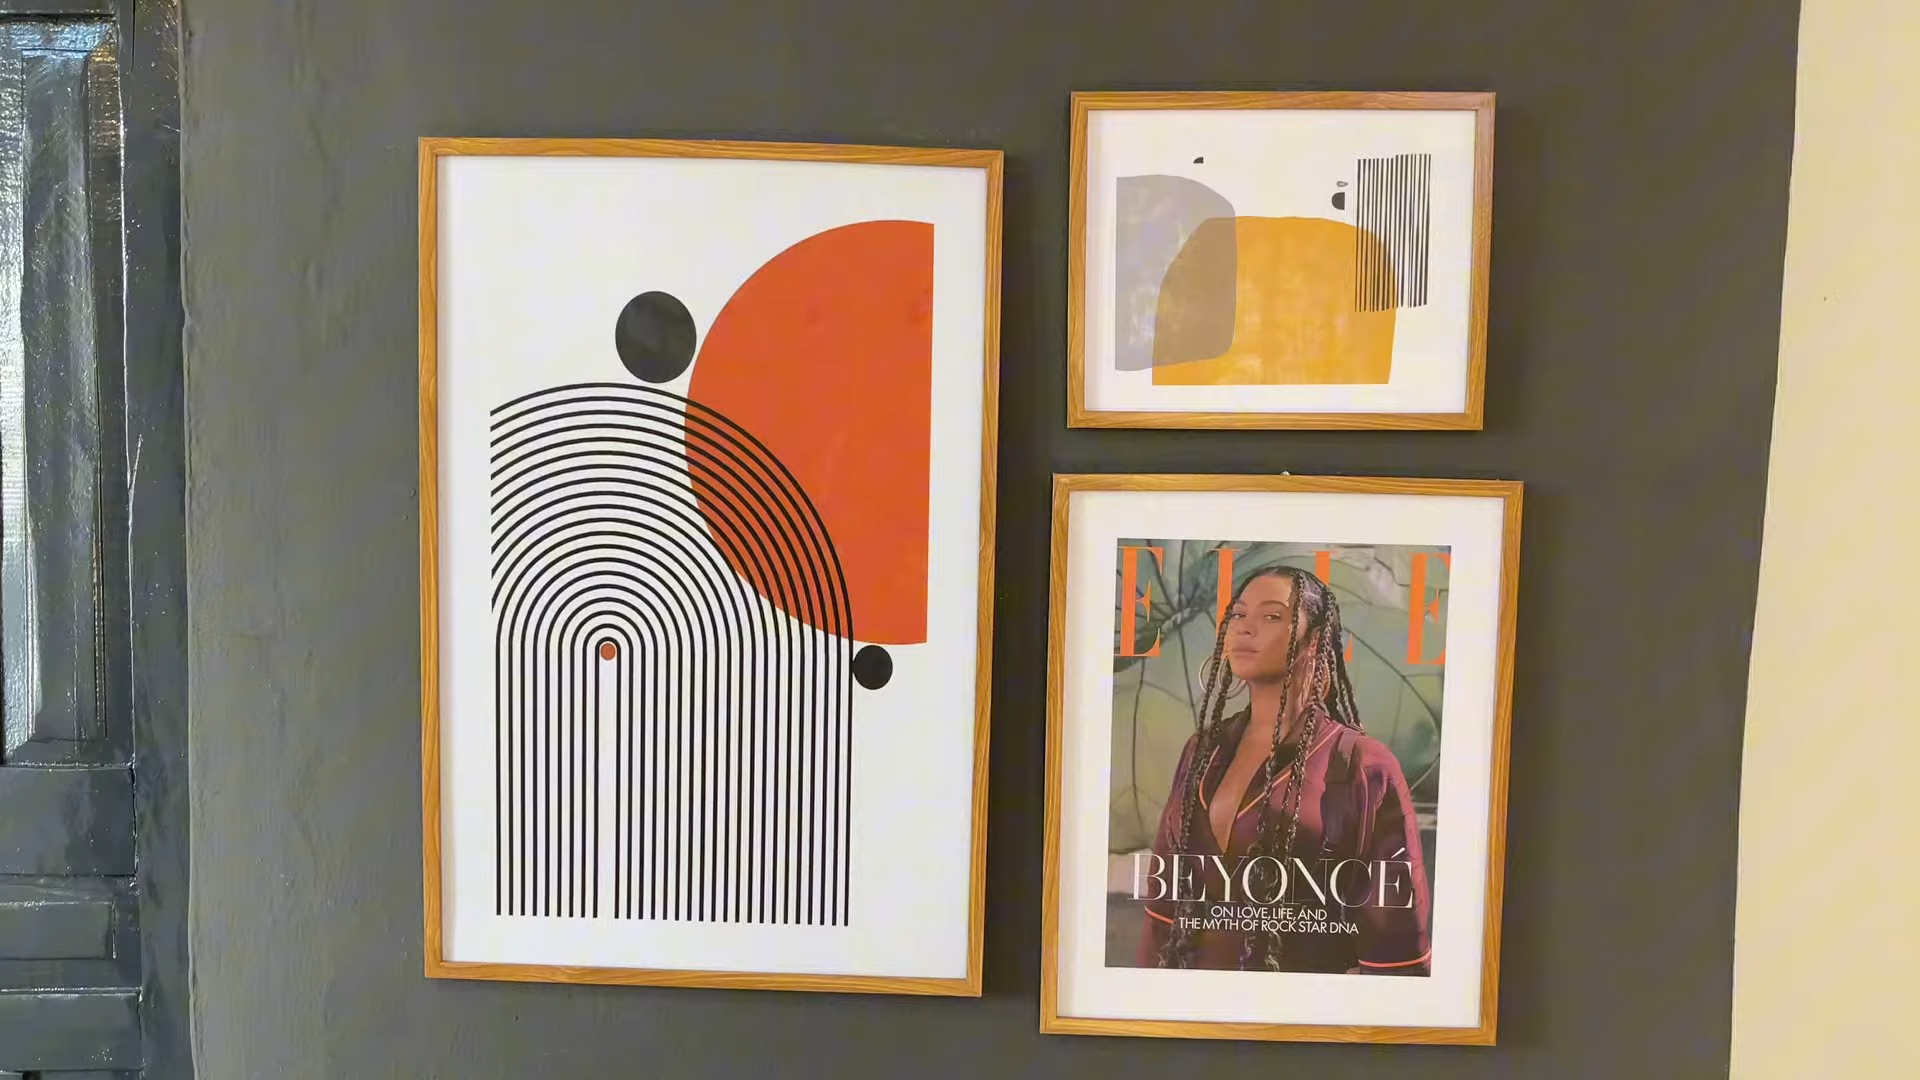 ELLE
BEYONCÉ
ON LOVE, LIFE, AND
THE MYTH OF ROCK STAR DNA